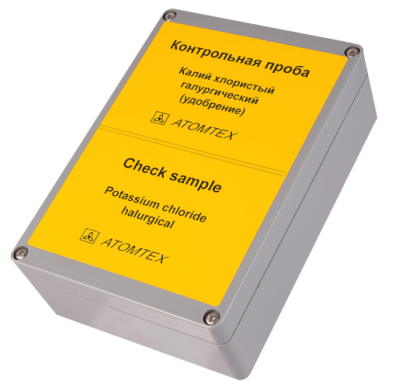 Контрольная проба
Калий хлористый
галургический
(удобрение)
ATOMTEX
Check sample
Potassium chloride
halurgical
ATOMTEX